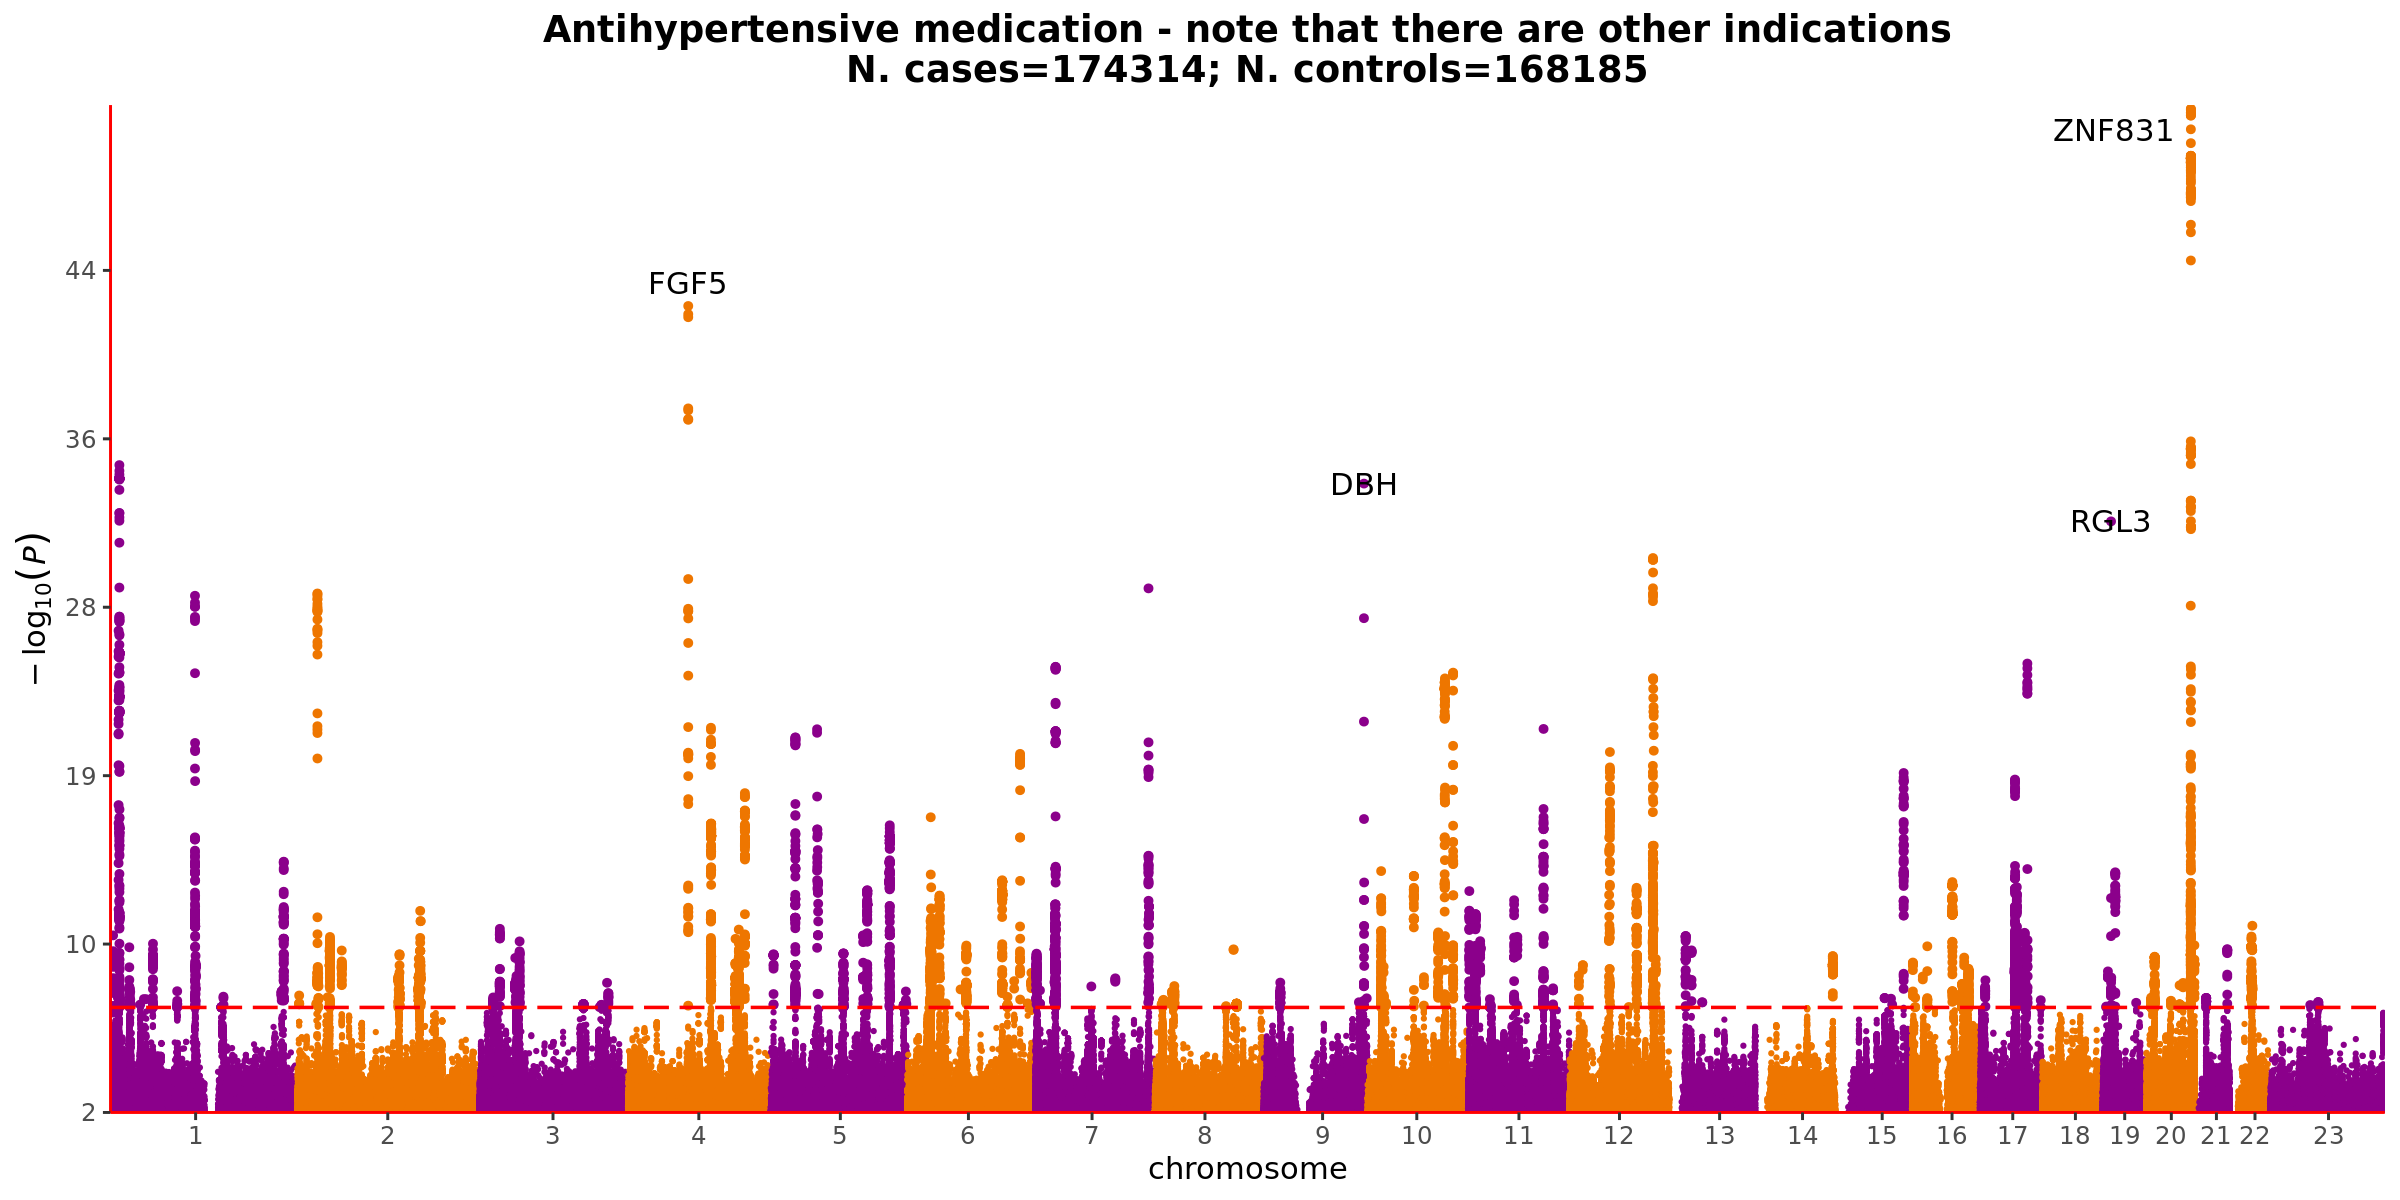 Antihypertensive medication - note that there are other indications
N. cases=174314; N. controls=168185
ZNF831
44
FGF5
36
DBH
RGL3
− log10(P)
28
19
10
2
1 2 3 4 5 6 7 8 9 10 11 12 13 14 15 16 17 18 19 20 21 22 23
chromosome